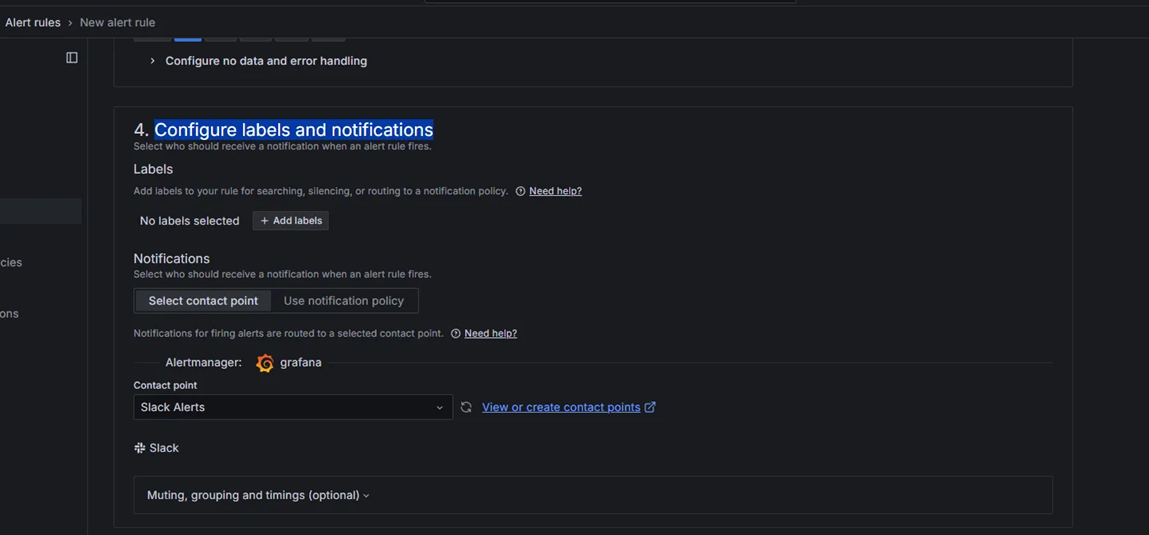 Alert rules › New alert rule
Configure no data and error handling
4. Configure labels and notifications
Select who should receive a notification when an alert rule fires.
Labels
Add labels to your rule for searching, silencing, or routing to a notification policy. Need help?
No labels selected + Add labels
cies
Notifications
Select who should receive a notification when an alert rule fires.
Select contact point Use notification policy
ons
Notifications for firing alerts are routed to a selected contact point. Need help?
Alertmanager: grafana
Contact point
Slack Alerts View or create contact points
Slack
Muting, grouping and timings (optional)